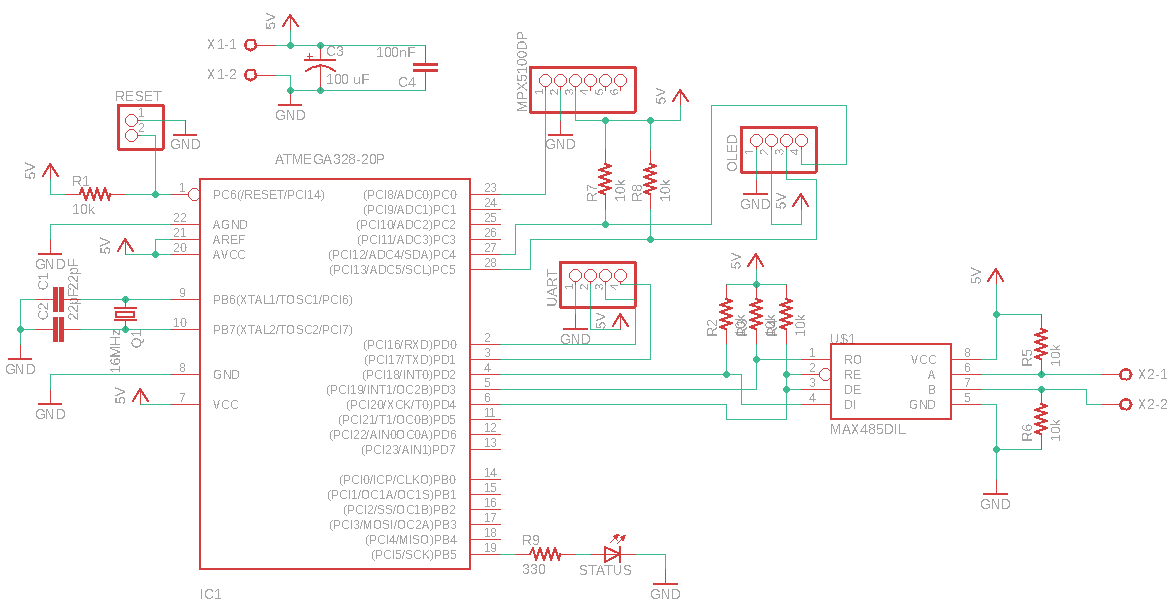 5V
X1-1
X1-2
+
C3
100 uF
100nF
C4
GND
RESET
1
2
GND
ATMEGA328-20P
5V
R1
10k
1
PC6(/RESET/PCI14)
22
AGND
21
AREF
20
AVCC
5V
GND
C1
22pF
C2
22pF
16MHz
Q1
9
PB6(XTAL1/TOSC1/PCI6)
10
PB7(XTAL2/TOSC2/PCI7)
GND
8
GND
GND
5V
7
VCC
(PCI8/ADC0)PC0
23
(PCI9/ADC1)PC1
24
(PCI10/ADC2)PC2
25
(PCI11/ADC3)PC3
26
(PCI12/ADC4/SDA)PC4
27
(PCI13/ADC5/SCL)PC5
28
(PCI16/RXD)PD0
2
(PCI17/TXD)PD1
3
(PCI18/INT0)PD2
4
(PCI19/INT1/OC2B)PD3
5
(PCI20/XCK/T0)PD4
6
(PCI21/T1/OC0B)PD5
11
(PCI22/AIN0OC0A)PD6
12
(PCI23/AIN1)PD7
13
(PCI0/ICP/CLKO)PB0
14
(PCI1/OC1A/OC1S)PB1
15
(PCI2/SS/OC1B)PB2
16
(PCI3/MOSI/OC2A)PB3
17
(PCI4/MISO)PB4
18
(PCI5/SCK)PB5
19
IC1
MPX5100DP
1
2
3
4
5
6
GND
5V
R7
10k
R8
10k
OLED
1
2
3
4
GND
5V
UART
1
2
3
4
GND
5V
5V
R2
10k
10k
U$1
1
RO
2
RE
3
DE
4
DI
VCC
8
A
6
B
7
GND
5
MAX485DIL
5V
R5
10k
R6
10k
GND
X2-1
X2-2
R9
330
STATUS
GND